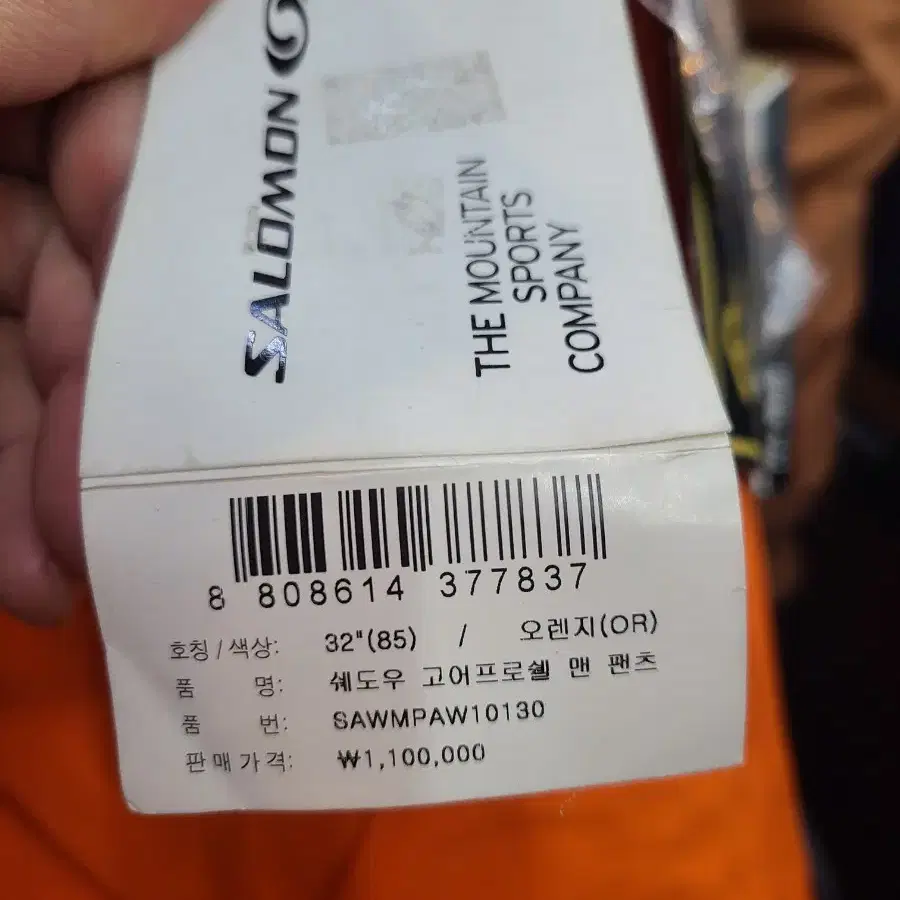 SALOMON
THE MOUNTAIN
SPORTS
COMPANY
8 808614 377837
호칭/색상: 32"(85) / 오렌지(OR)
품 명: 쉐도우 고어프로쉘 맨 팬츠
품 번: SAWMPAW10130
판매가격: ₩1,100,000